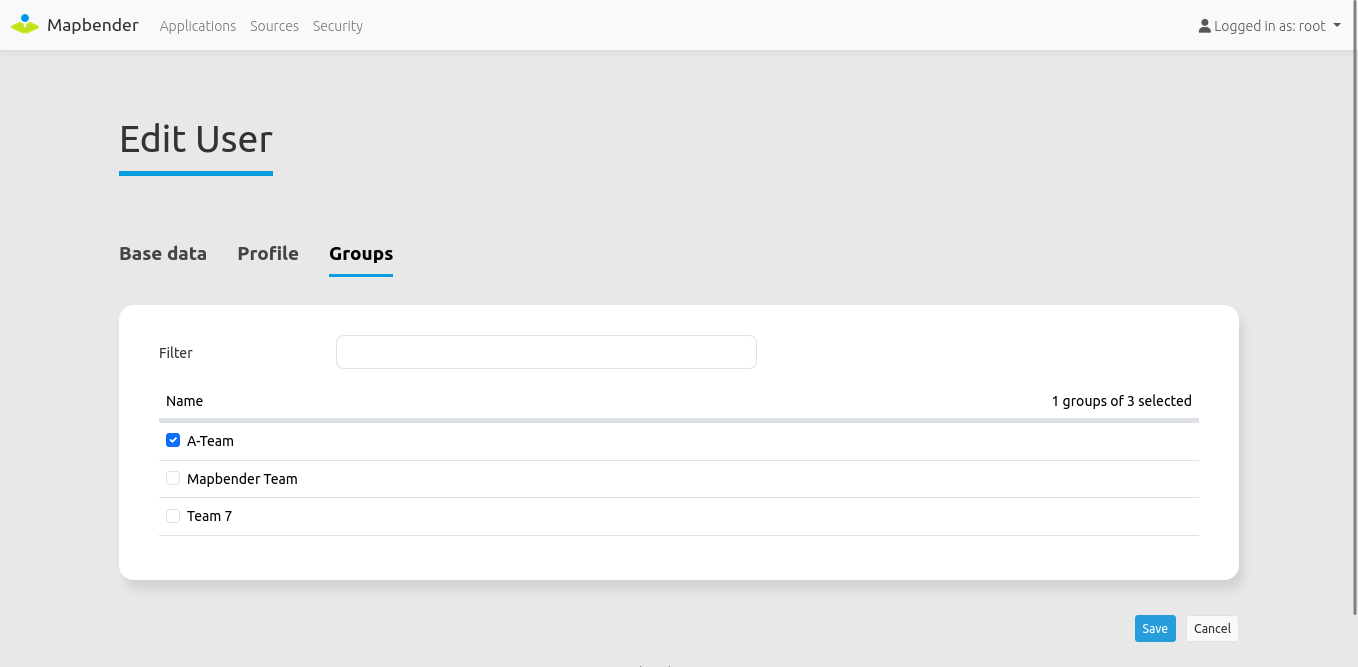 Mapbender Applications Sources Security Logged in as: root
Edit User
Base data Profile Groups
Filter
Name 1 groups of 3 selected
A-Team
Mapbender Team
Team 7
Save Cancel